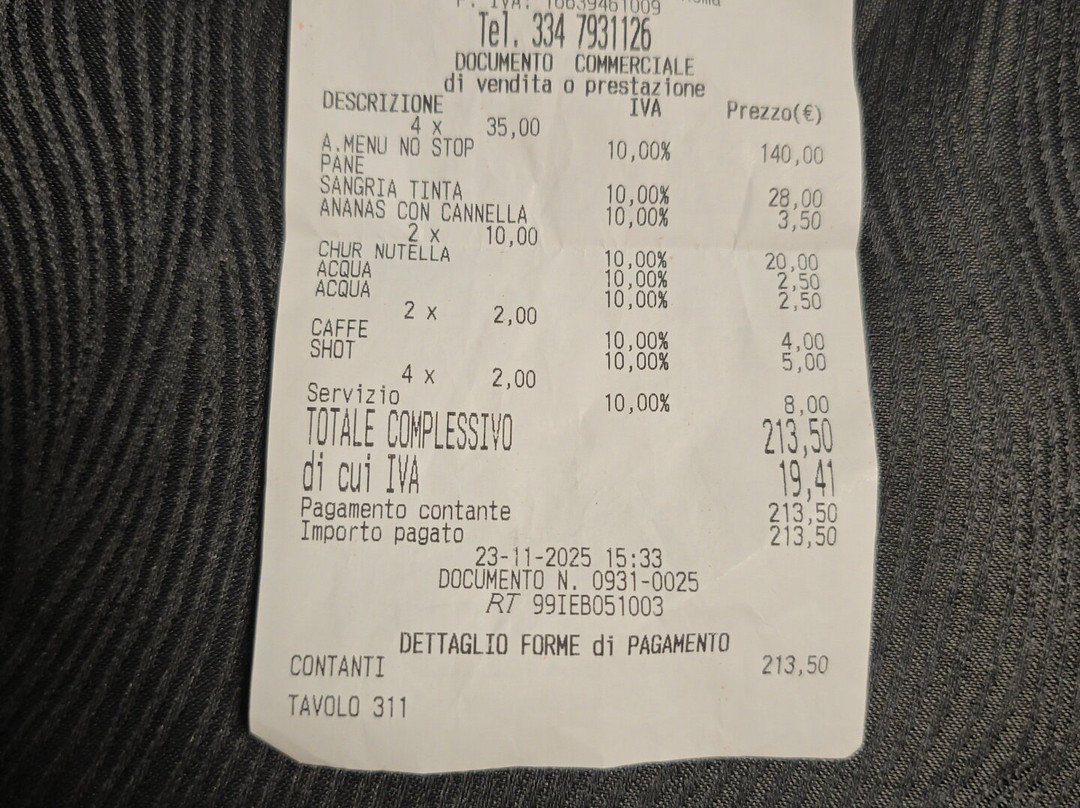 P. IVA: 16639461009
Tel. 334 7931126
DOCUMENTO COMMERCIALE
di vendita o prestazione
DESCRIZIONE IVA Prezzo(€)
4 x 35,00
A.MENU NO STOP 10,00% 140,00
PANE
SANGRIA TINTA 10,00% 28,00
ANANAS CON CANNELLA 10,00% 3,50
2 x 10,00
CHUR NUTELLA 10,00% 20,00
ACQUA 10,00% 2,50
ACQUA 10,00% 2,50
2 x 2,00
CAFFE 10,00% 4,00
SHOT 10,00% 5,00
4 x 2,00
Servizio 10,00% 8,00
TOTALE COMPLESSIVO 213,50
di cui IVA 19,41
Pagamento contante 213,50
Importo pagato 213,50
23-11-2025 15:33
DOCUMENTO N. 0931-0025
RT 99IEB051003
DETTAGLIO FORME di PAGAMENTO
CONTANTI 213,50
TAVOLO 311